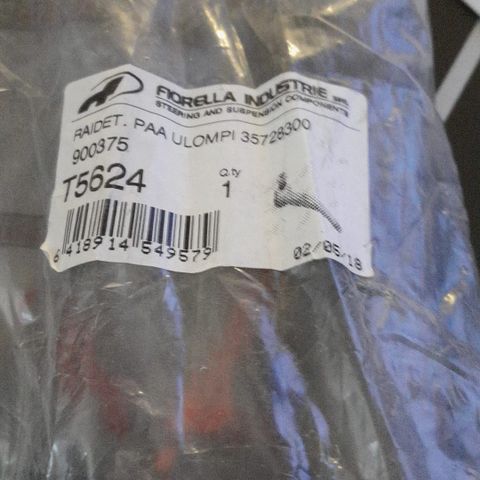 FIORELLA INDUSTRIE SRL
STEERING AND SUSPENSION COMPONENTS
RAIDET. PAA ULOMPI 35728300
900375
T5624
Q.ty
1
6 418914 549579
02/05/18